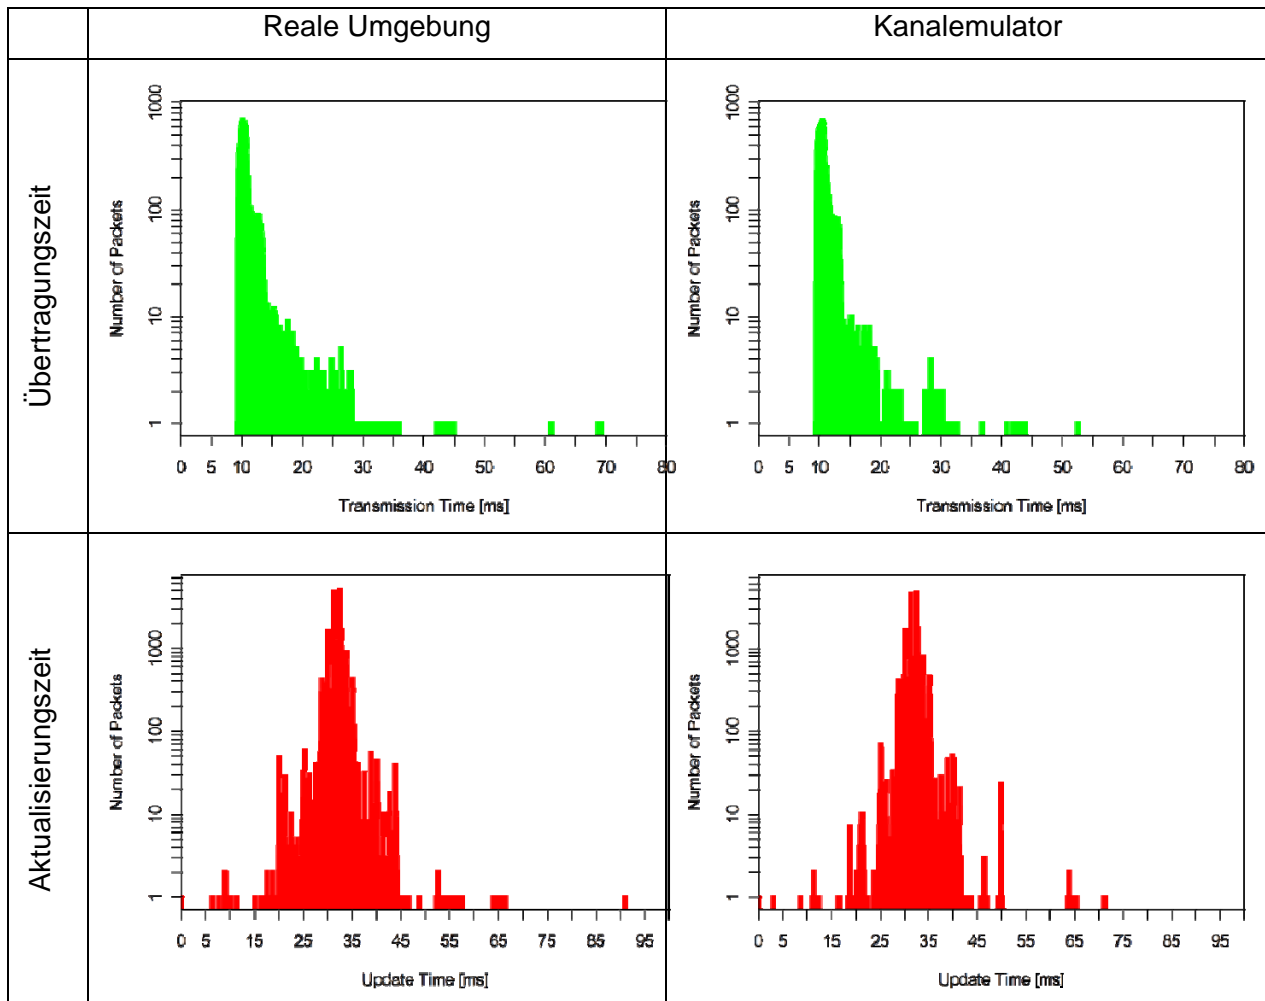 Reale Umgebung
Kanalemulator
Übertragungszeit
Number of Packets
1000
100
10
1
0 5 10 20 30 40 50 60 70 80
Transmission Time [ms]
Number of Packets
1000
100
10
1
0 5 10 20 30 40 50 60 70 80
Transmission Time [ms]
Aktualisierungszeit
Number of Packets
1000
100
10
1
0 5 15 25 35 45 55 65 75 85 95
Update Time [ms]
Number of Packets
1000
100
10
1
0 5 15 25 35 45 55 65 75 85 95
Update Time [ms]